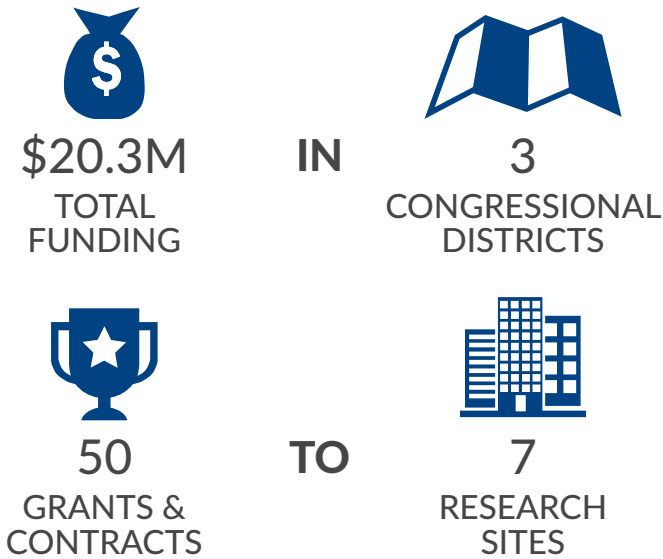 $
$20.3M IN 3
TOTAL CONGRESSIONAL
FUNDING DISTRICTS
50 TO 7
GRANTS & RESEARCH
CONTRACTS SITES